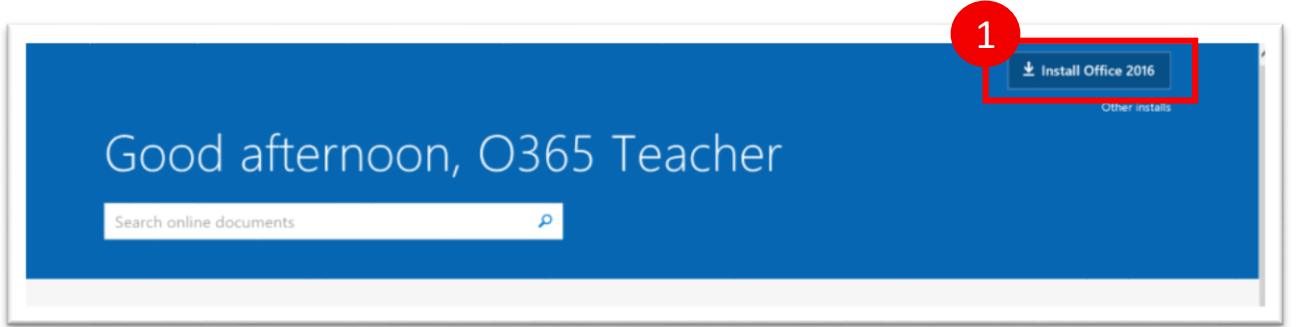 1
Install Office 2016
Other installs
Good afternoon, O365 Teacher
Search online documents